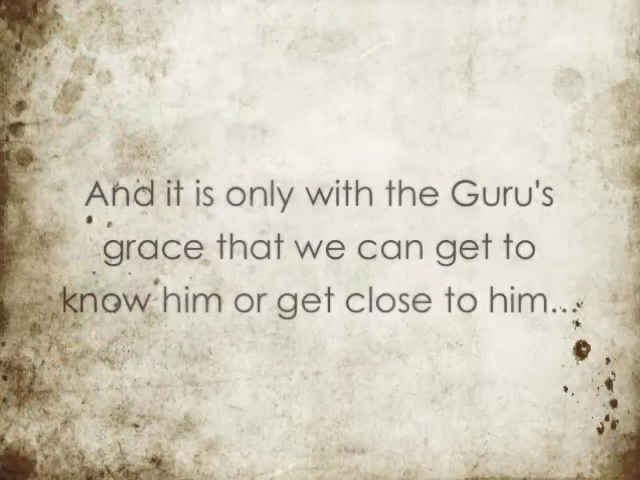 And it is only with the Guru's
grace that we can get to
know him or get close to him...